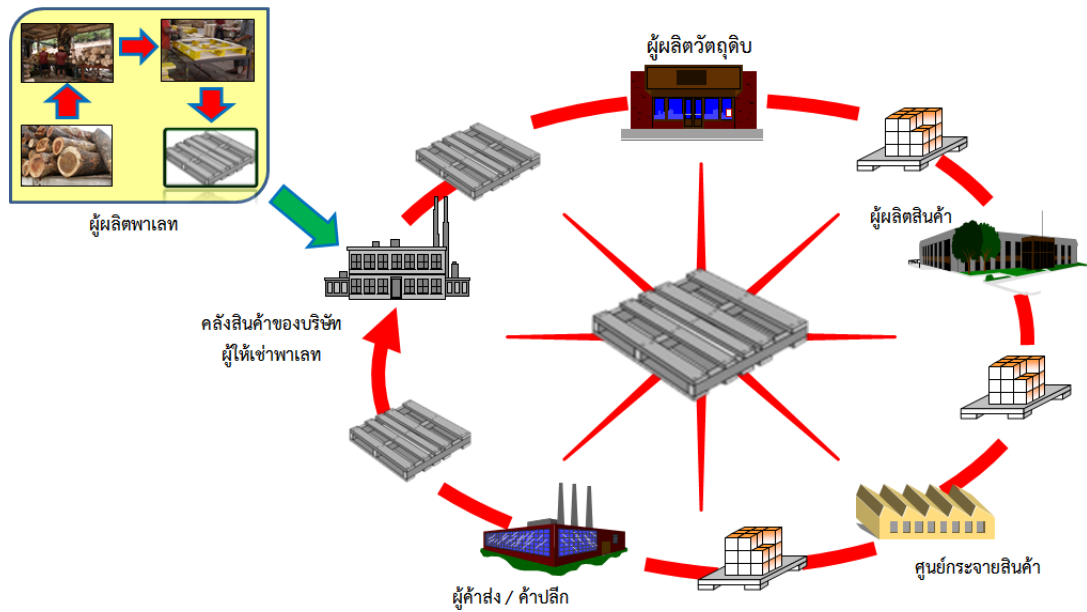 ผู้ผลิตวัตถุดิบ
ผู้ผลิตพาเลท
ผู้ผลิตสินค้า
คลังสินค้าของบริษัท
ผู้ให้เช่าพาเลท
ศูนย์กระจายสินค้า
ผู้ค้าส่ง / ค้าปลีก